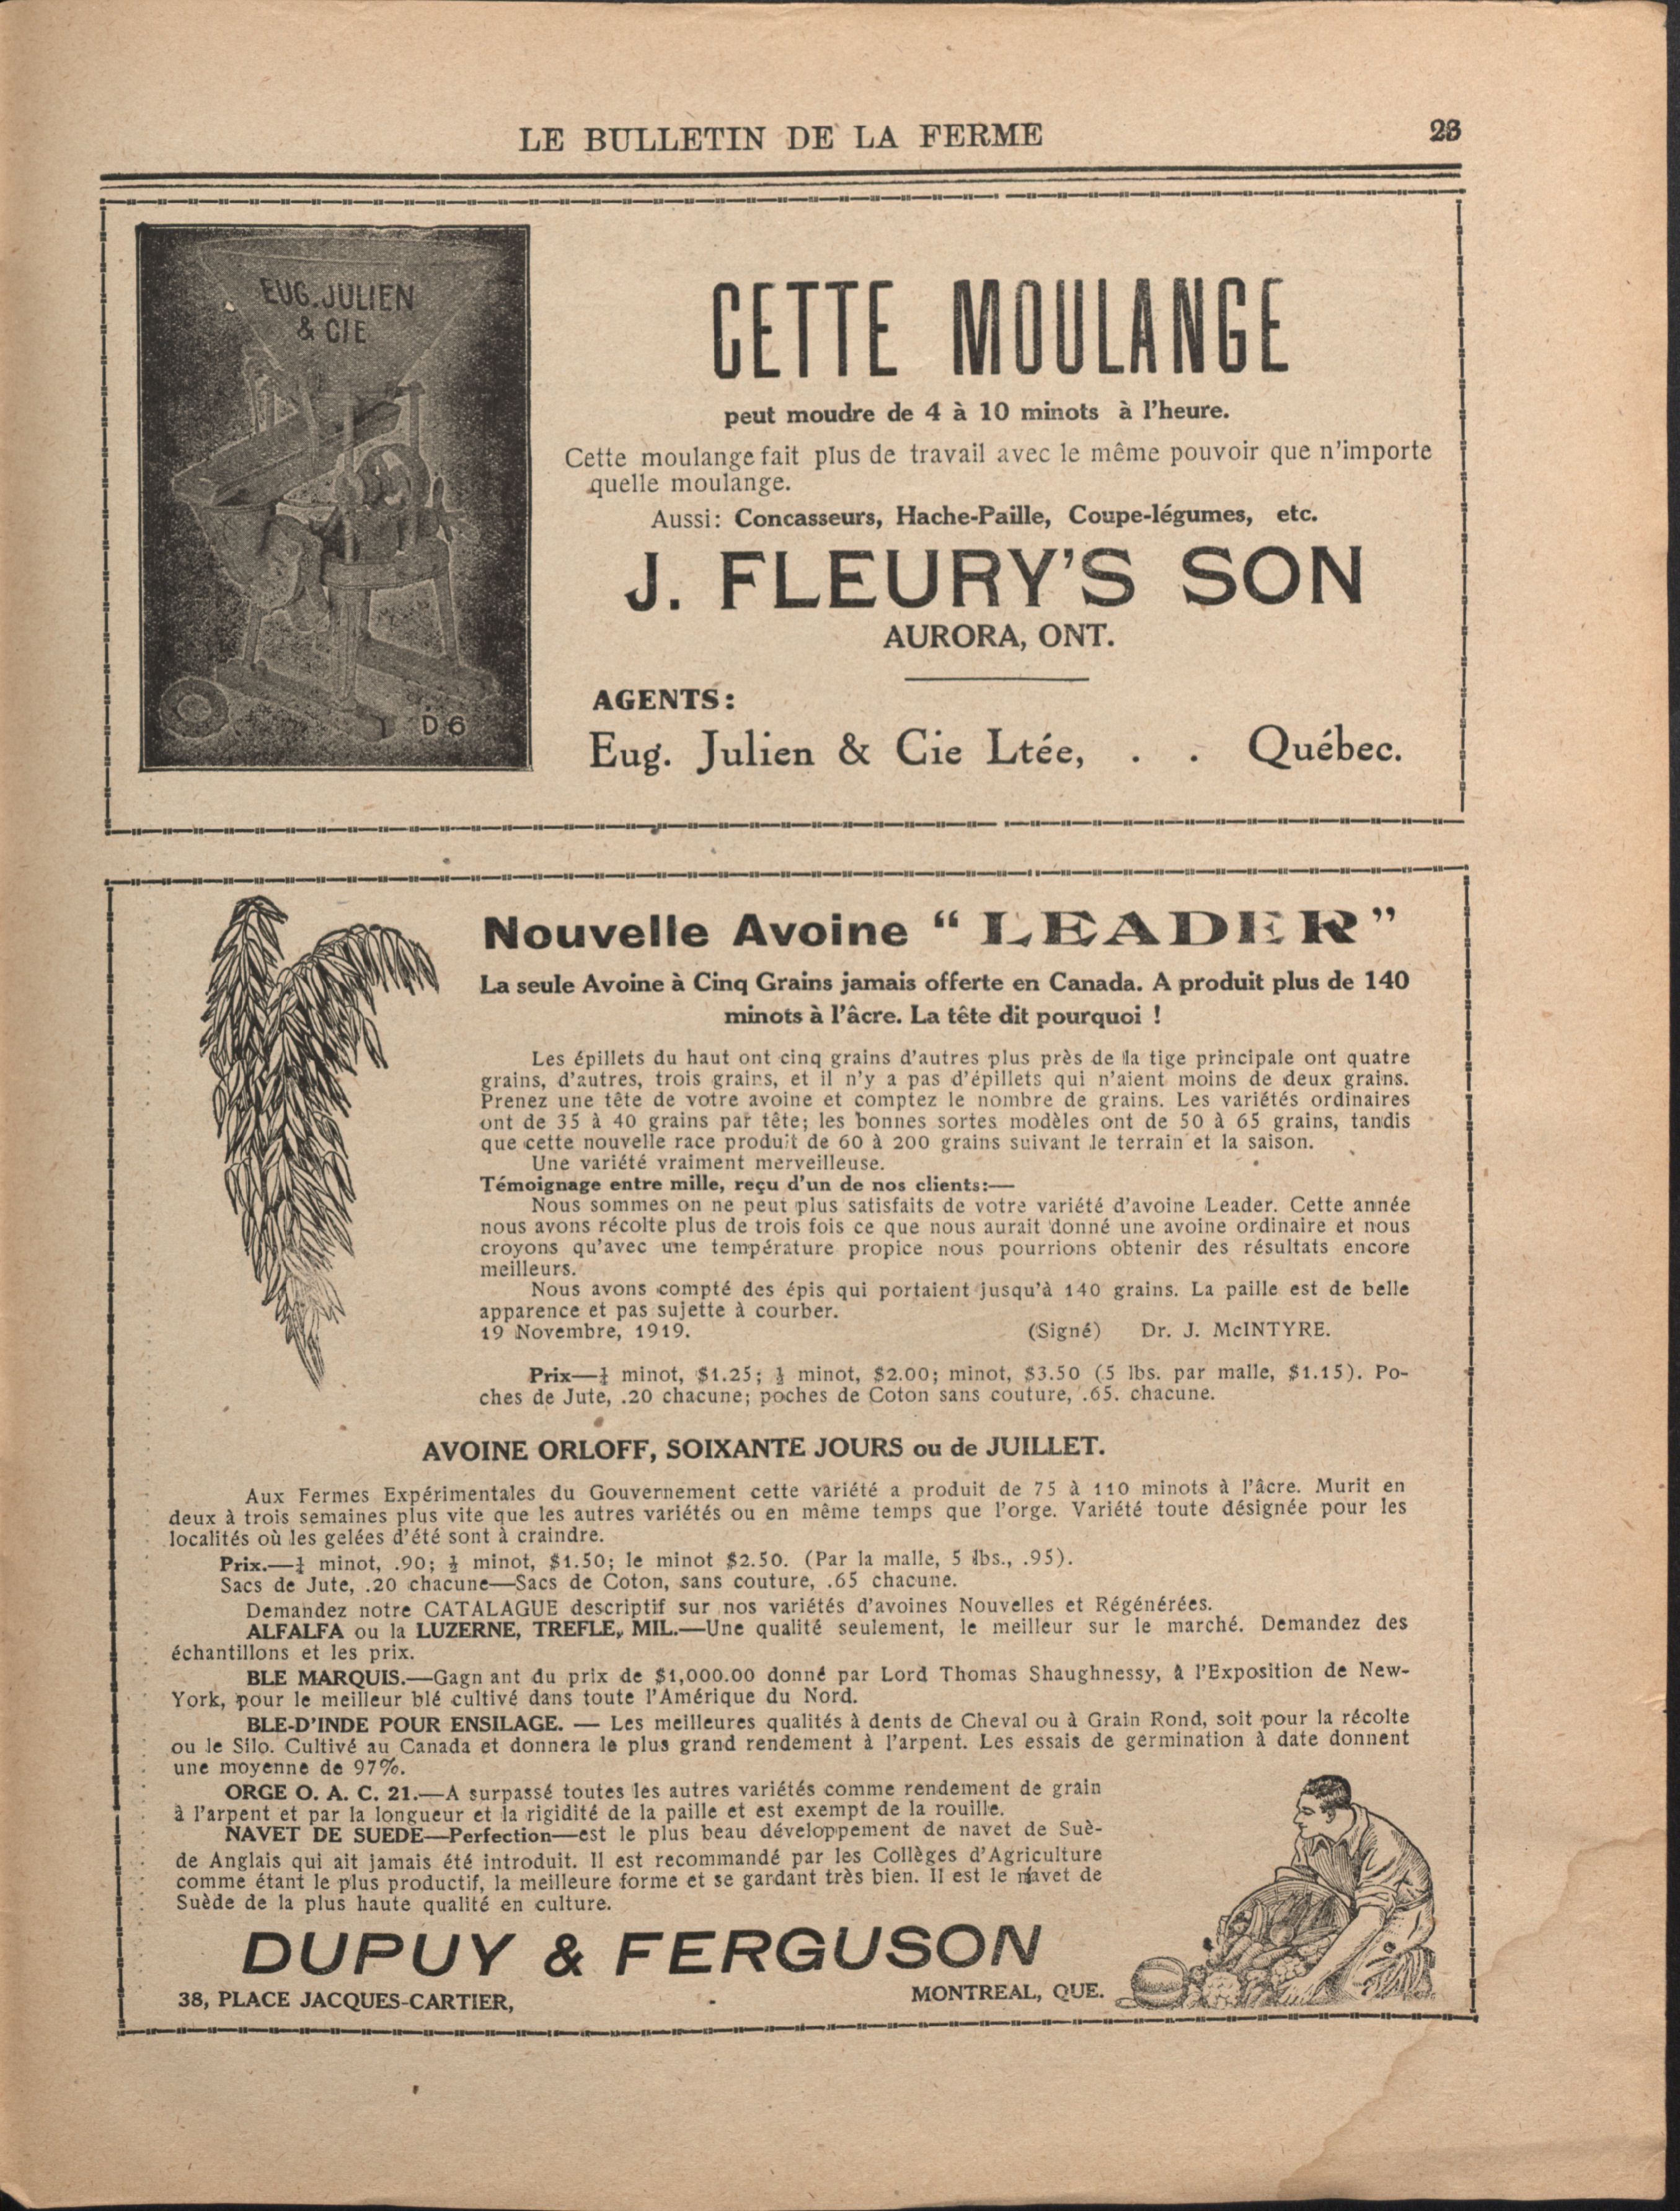 LE BULLETIN DE LA FERME 23
EUG. JULIEN
& CIE
D 6
CETTE MOULANGE
peut moudre de 4 à 10 minots à l'heure.
Cette moulange fait plus de travail avec le même pouvoir que n'importe
quelle moulange.
Aussi: Concasseurs, Hache-Paille, Coupe-légumes, etc.
J. FLEURY'S SON
AURORA, ONT.
AGENTS:
Eug. Julien & Cie Ltée, . . Québec.
Nouvelle Avoine "LEADER"
La seule Avoine à Cinq Grains jamais offerte en Canada. A produit plus de 140
minots à l'âcre. La tête dit pourquoi !
Les épillets du haut ont cinq grains d'autres plus près de la tige principale ont quatre
grains, d'autres, trois grains, et il n'y a pas d'épillets qui n'aient moins de deux grains.
Prenez une tête de votre avoine et comptez le nombre de grains. Les variétés ordinaires
ont de 35 à 40 grains par tête; les bonnes sortes modèles ont de 50 à 65 grains, tandis
que cette nouvelle race produit de 60 à 200 grains suivant le terrain et la saison.
Une variété vraiment merveilleuse.
Témoignage entre mille, reçu d'un de nos clients:—
Nous sommes on ne peut plus satisfaits de votre variété d'avoine Leader. Cette année
nous avons récolte plus de trois fois ce que nous aurait donné une avoine ordinaire et nous
croyons qu'avec une température propice nous pourrions obtenir des résultats encore
meilleurs.
Nous avons compté des épis qui portaient jusqu'à 140 grains. La paille est de belle
apparence et pas sujette à courber.
19 Novembre, 1919. (Signé) Dr. J. McINTYRE.
Prix—¼ minot, $1.25; ½ minot, $2.00; minot, $3.50 (5 lbs. par malle, $1.15). Po-
ches de Jute, .20 chacune; poches de Coton sans couture, .65. chacune.
AVOINE ORLOFF, SOIXANTE JOURS ou de JUILLET.
Aux Fermes Expérimentales du Gouvernement cette variété a produit de 75 à 110 minots à l'âcre. Murit en
deux à trois semaines plus vite que les autres variétés ou en même temps que l'orge. Variété toute désignée pour les
localités où les gelées d'été sont à craindre.
Prix.—¼ minot, .90; ½ minot, $1.50; le minot $2.50. (Par la malle, 5 lbs., .95).
Sacs de Jute, .20 chacune—Sacs de Coton, sans couture, .65 chacune.
Demandez notre CATALAGUE descriptif sur nos variétés d'avoines Nouvelles et Régénérées.
ALFALFA ou la LUZERNE, TREFLE, MIL.—Une qualité seulement, le meilleur sur le marché. Demandez des
échantillons et les prix.
BLE MARQUIS.—Gagn ant du prix de $1,000.00 donné par Lord Thomas Shaughnessy, à l'Exposition de New-
York, pour le meilleur blé cultivé dans toute l'Amérique du Nord.
BLE-D'INDE POUR ENSILAGE. — Les meilleures qualités à dents de Cheval ou à Grain Rond, soit pour la récolte
ou le Silo. Cultivé au Canada et donnera le plus grand rendement à l'arpent. Les essais de germination à date donnent
une moyenne de 97%.
ORGE O. A. C. 21.—A surpassé toutes les autres variétés comme rendement de grain
à l'arpent et par la longueur et la rigidité de la paille et est exempt de la rouille.
NAVET DE SUEDE—Perfection—est le plus beau développement de navet de Suè-
de Anglais qui ait jamais été introduit. Il est recommandé par les Collèges d'Agriculture
comme étant le plus productif, la meilleure forme et se gardant très bien. Il est le navet de
Suède de la plus haute qualité en culture.
DUPUY & FERGUSON
38, PLACE JACQUES-CARTIER, MONTREAL, QUE.